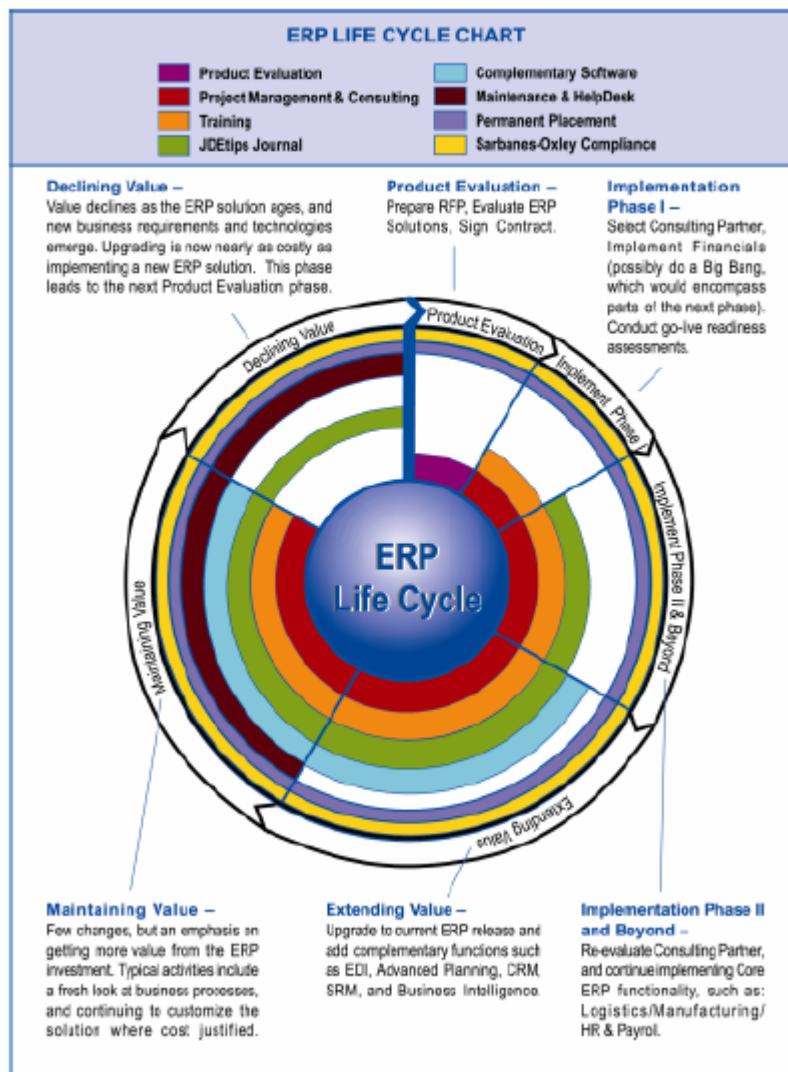 ERP LIFE CYCLE CHART
Product Evaluation
Project Management & Consulting
Training
JDEtips Journal
Complementary Software
Maintenance & HelpDesk
Permanent Placement
Sarbanes-Oxley Compliance
Declining Value –
Value declines as the ERP solution ages, and
new business requirements and technologies
emerge. Upgrading is now nearly as costly as
implementing a new ERP solution. This phase
leads to the next Product Evaluation phase.
Product Evaluation –
Prepare RFP, Evaluate ERP
Solutions, Sign Contract.
Implementation
Phase I –
Select Consulting Partner,
Implement Financials
(possibly do a Big Bang,
which would encompass
parts of the next phase).
Conduct go-live readiness
assessments.
Declining Value
Product Evaluation
Implement Phase I
Implement Phase II & Beyond
Extending Value
Maintaining Value
ERP
Life Cycle
Maintaining Value –
Few changes, but an emphasis on
getting more value from the ERP
investment. Typical activities include
a fresh look at business processes,
and continuing to customize the
solution where cost justified.
Extending Value –
Upgrade to current ERP release and
add complementary functions such
as EDI, Advanced Planning, CRM,
SRM, and Business Intelligence.
Implementation Phase II
and Beyond –
Re-evaluate Consulting Partner,
and continue implementing Core
ERP functionality, such as:
Logistics/Manufacturing/
HR & Payrol.